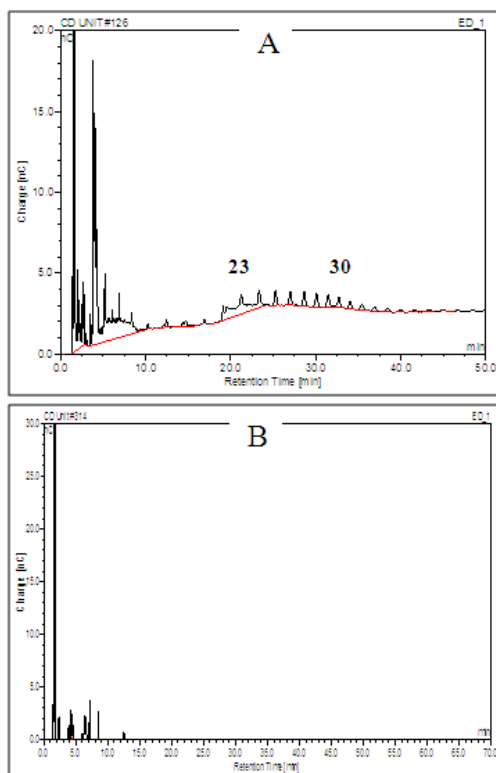 CD UNIT #126
ED_1
nC
A
20.0
15.0
10.0
5.0
0.0
Charge [nC]
23
30
min
0.0 10.0 20.0 30.0 40.0 50.0
Retention Time [min]
CD Unit #314
ED_1
nC
B
30.0
25.0
20.0
15.0
10.0
5.0
0.0
Charge [nC]
min
0.0 5.0 10.0 15.0 20.0 25.0 30.0 35.0 40.0 45.0 50.0 55.0 60.0 65.0 70.0
Retention Time [min]